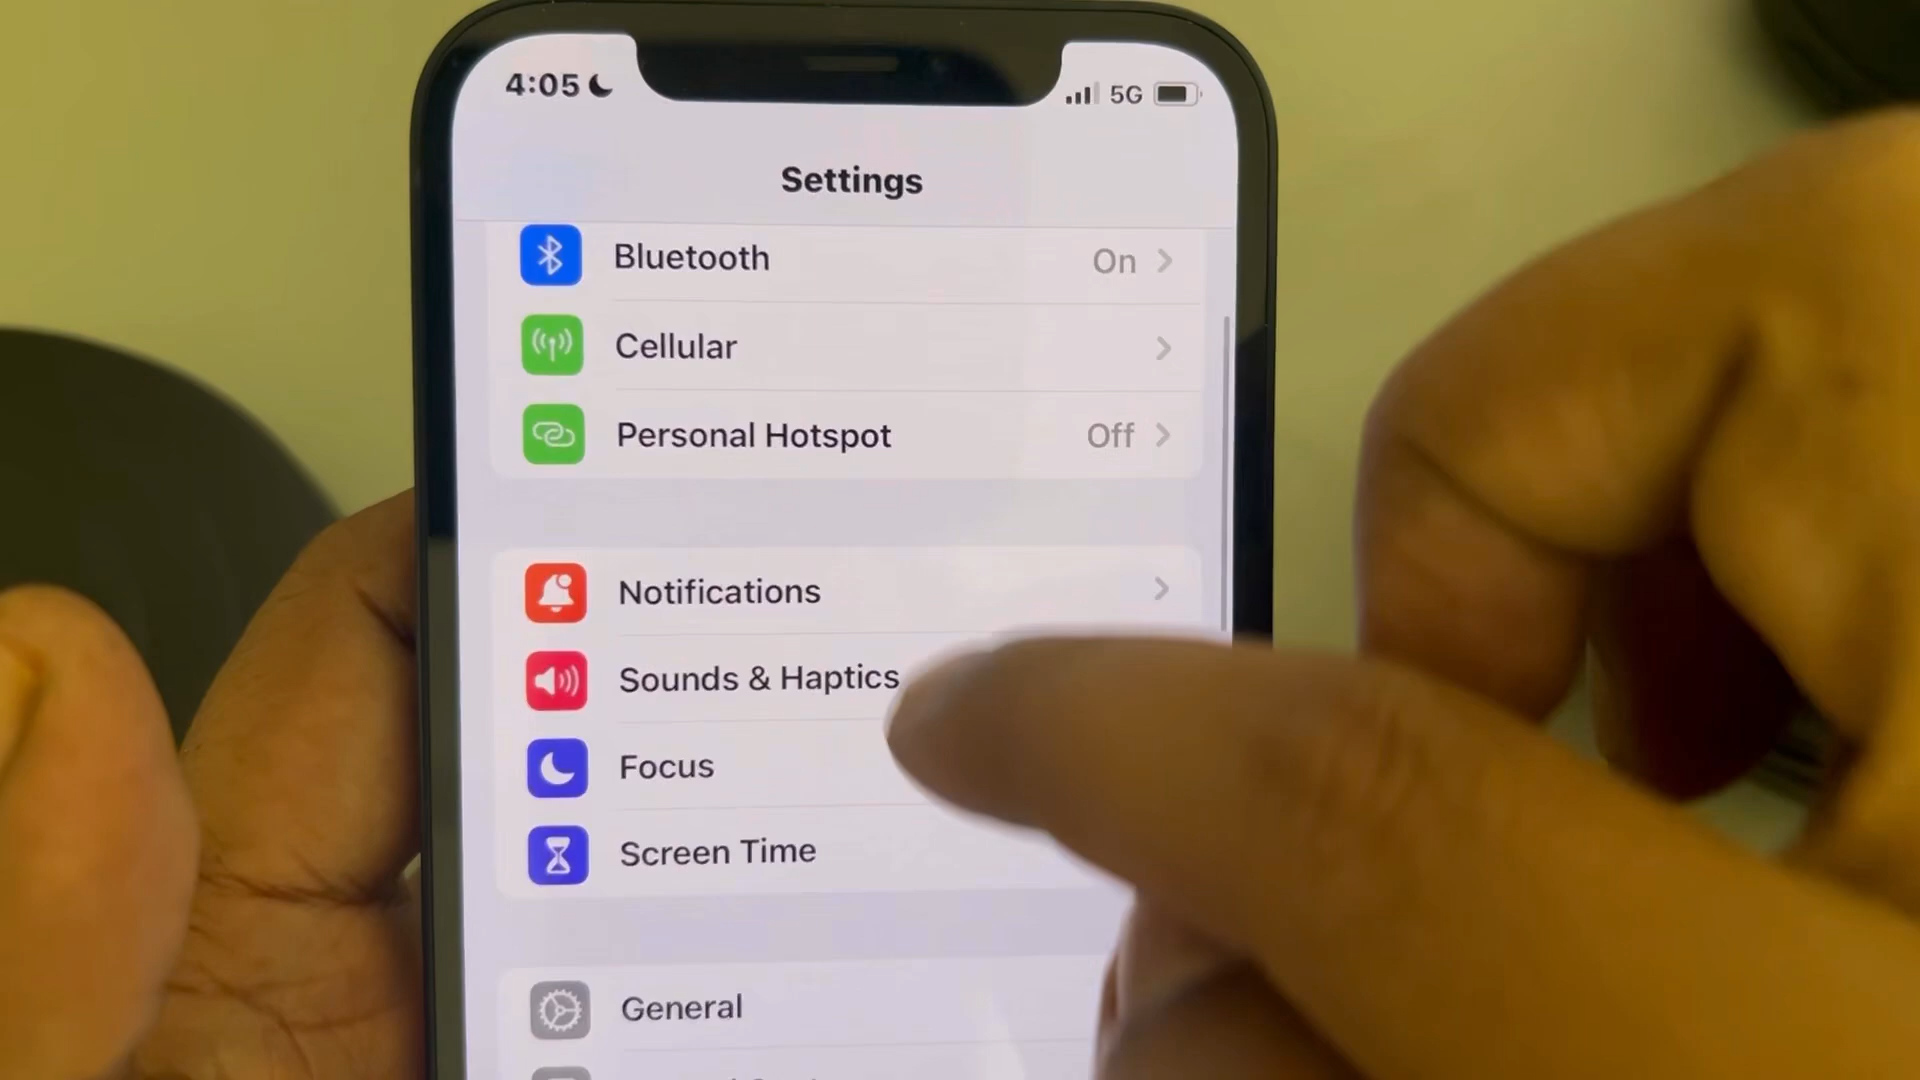 4:05
5G
Settings
Bluetooth On
Cellular
Personal Hotspot Off
Notifications
Sounds & Haptics
Focus
Screen Time
General